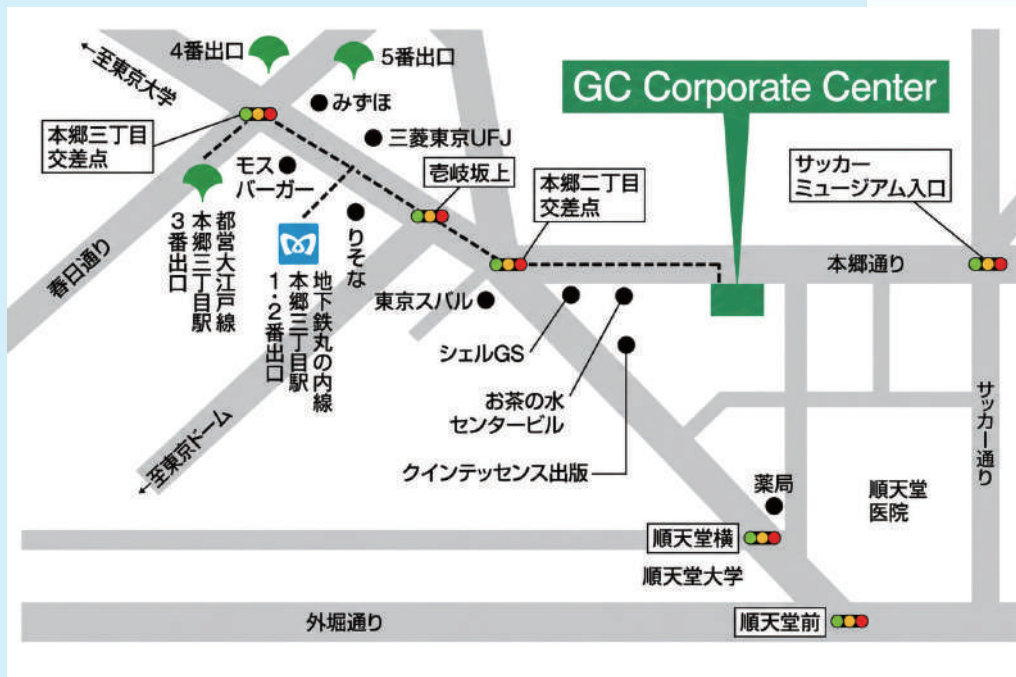 ←至東京大学
4番出口
5番出口
みずほ
三菱東京UFJ
GC Corporate Center
本郷三丁目
交差点
モス
バーガー
壱岐坂上
本郷二丁目
交差点
サッカー
ミュージアム入口
春日通り
都営大江戸線
本郷三丁目駅
3番出口
りそな
地下鉄丸の内線
本郷三丁目駅
1・2番出口
本郷通り
東京スバル
シェルGS
お茶の水
センタービル
クインテッセンス出版
←至東京ドーム
サッカー通り
薬局
順天堂
医院
順天堂横
順天堂大学
外堀通り
順天堂前